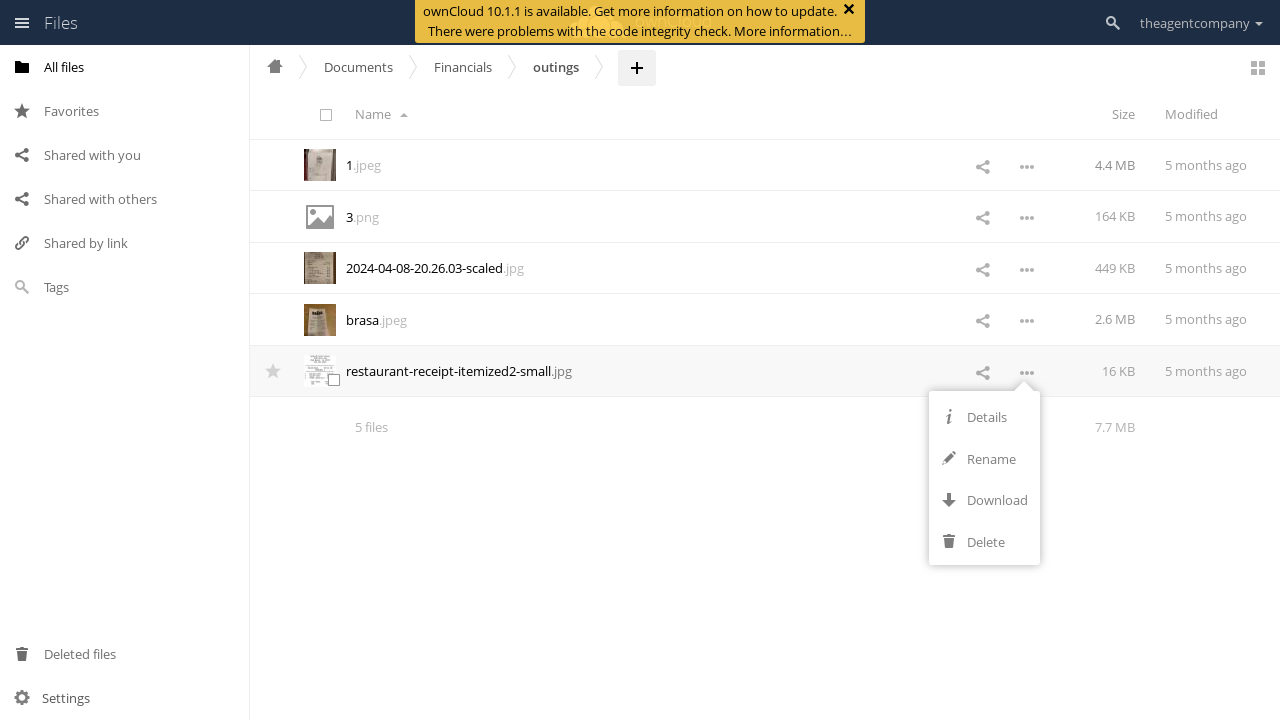 Files
ownCloud 10.1.1 is available. Get more information on how to update.
There were problems with the code integrity check. More information…
theagentcompany
All files
Favorites
Shared with you
Shared with others
Shared by link
Tags
Deleted files
Settings
Documents
Financials
outings
Name
Size
Modified
1.jpeg
4.4 MB
5 months ago
3.png
164 KB
5 months ago
2024-04-08-20.26.03-scaled.jpg
449 KB
5 months ago
brasa.jpeg
2.6 MB
5 months ago
restaurant-receipt-itemized2-small.jpg
16 KB
5 months ago
5 files
7.7 MB
Details
Rename
Download
Delete